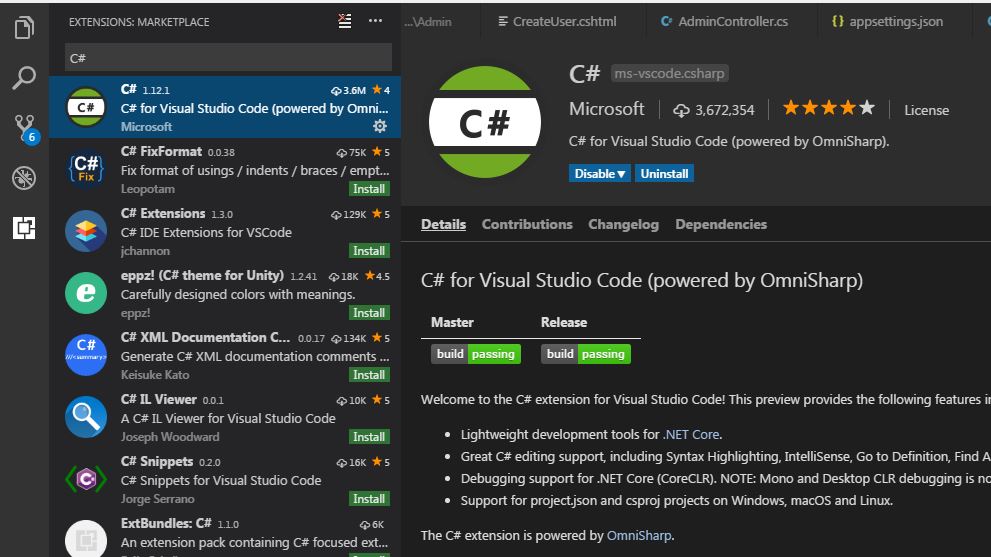 EXTENSIONS: MARKETPLACE
...\Admin
CreateUser.cshtml
AdminController.cs
appsettings.json
C#
6
C# 1.12.1 3.6M 4
C# for Visual Studio Code (powered by Omni...
Microsoft
C# FixFormat 0.0.38 75K 5
Fix format of usings / indents / braces / empt...
Leopotam Install
C# Extensions 1.3.0 129K 5
C# IDE Extensions for VSCode
jchannon Install
eppz! (C# theme for Unity) 1.2.41 18K 4.5
Carefully designed colors with meanings.
eppz! Install
C# XML Documentation C... 0.0.17 134K 5
Generate C# XML documentation comments ...
Keisuke Kato Install
C# IL Viewer 0.0.1 10K 5
A C# IL Viewer for Visual Studio Code
Joseph Woodward Install
C# Snippets 0.2.0 16K 5
C# Snippets for Visual Studio Code
Jorge Serrano Install
ExtBundles: C# 1.1.0 6K
An extension pack containing C# focused ext...
C#
C#
Fix
C#
///<summary>
C#
C# ms-vscode.csharp
Microsoft 3,672,354 License
C# for Visual Studio Code (powered by OmniSharp).
Disable Uninstall
Details Contributions Changelog Dependencies
C# for Visual Studio Code (powered by OmniSharp)
Master Release
build passing build passing
Welcome to the C# extension for Visual Studio Code! This preview provides the following features
• Lightweight development tools for .NET Core.
• Great C# editing support, including Syntax Highlighting, IntelliSense, Go to Definition, Find
• Debugging support for .NET Core (CoreCLR). NOTE: Mono and Desktop CLR debugging is
• Support for project.json and csproj projects on Windows, macOS and Linux.
The C# extension is powered by OmniSharp.